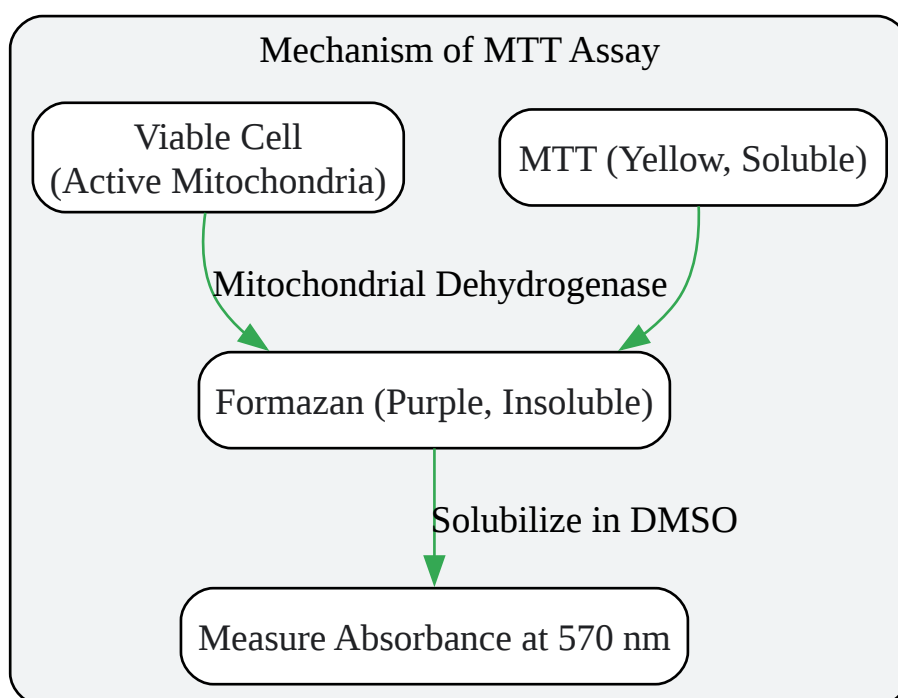 Mechanism of MTT Assay
Viable Cell
(Active Mitochondria)
MTT (Yellow, Soluble)
Mitochondrial Dehydrogenase
Formazan (Purple, Insoluble)
Solubilize in DMSO
Measure Absorbance at 570 nm